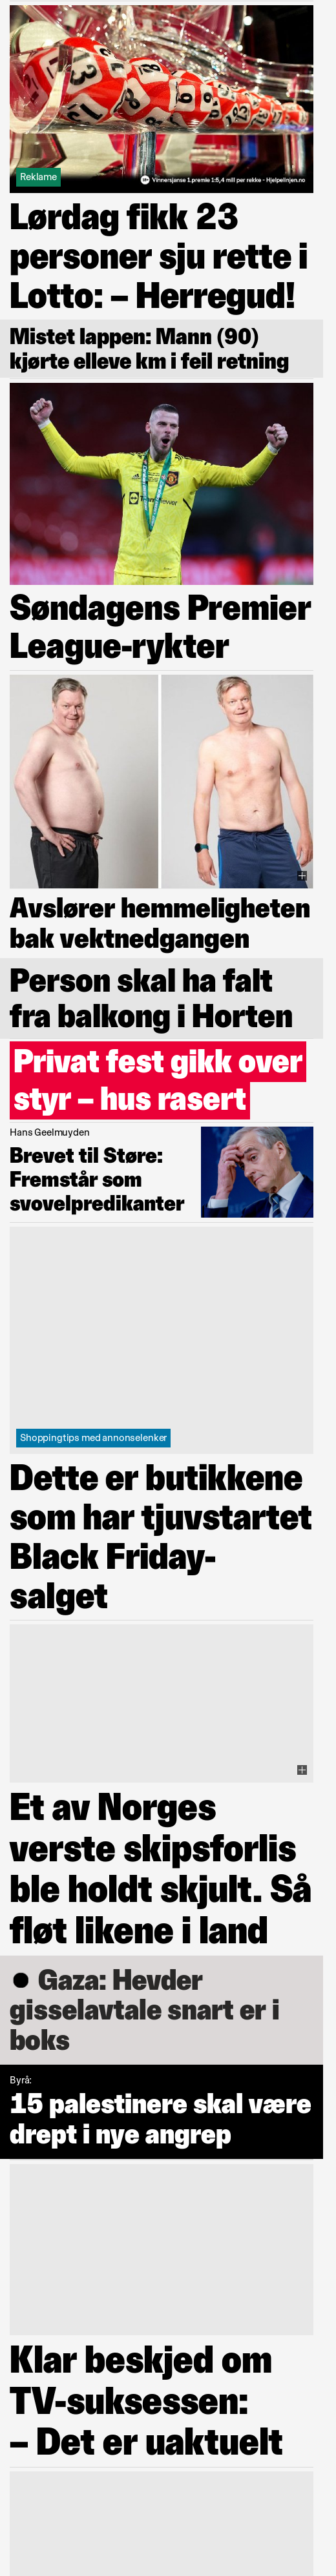 Reklame
Vinnersjanse 1.premie 1:5,4 mill per rekke - Hjelpelinjen.no
Lørdag fikk 23
personer sju rette i
Lotto: – Herregud!
Mistet lappen: Mann (90)
kjørte elleve km i feil retning
TeamViewer
Søndagens Premier
League-rykter
Avslører hemmeligheten
bak vektnedgangen
Person skal ha falt
fra balkong i Horten
Privat fest gikk over
styr – hus rasert
Hans Geelmuyden
Brevet til Støre:
Fremstår som
svovelpredikanter
Shoppingtips med annonselenker
Dette er butikkene
som har tjuvstartet
Black Friday-
salget
Et av Norges
verste skipsforlis
ble holdt skjult. Så
fløt likene i land
Gaza: Hevder
gisselavtale snart er i
boks
Byrå:
15 palestinere skal være
drept i nye angrep
Klar beskjed om
TV-suksessen:
– Det er uaktuelt